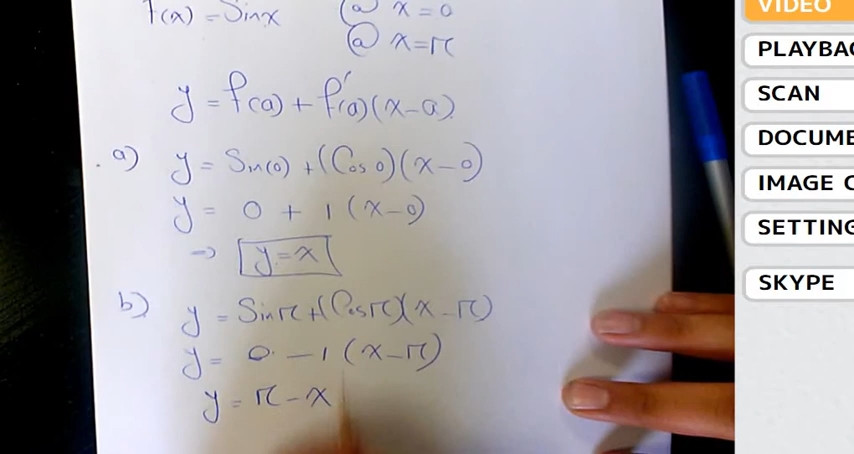 f(x) = Sinx
@ x = 0
@ x = π
y = f(a) + f'(a)(x-a)
a) y = Sin(0) + (Cos 0)(x-0)
y = 0 + 1 (x-0)
⇒ y = x
b) y = Sinπ + (Cosπ)(x-π)
y = 0 - 1 (x-π)
y = π - x
VIDEO
PLAYBAC
SCAN
DOCUME
IMAGE C
SETTING
SKYPE